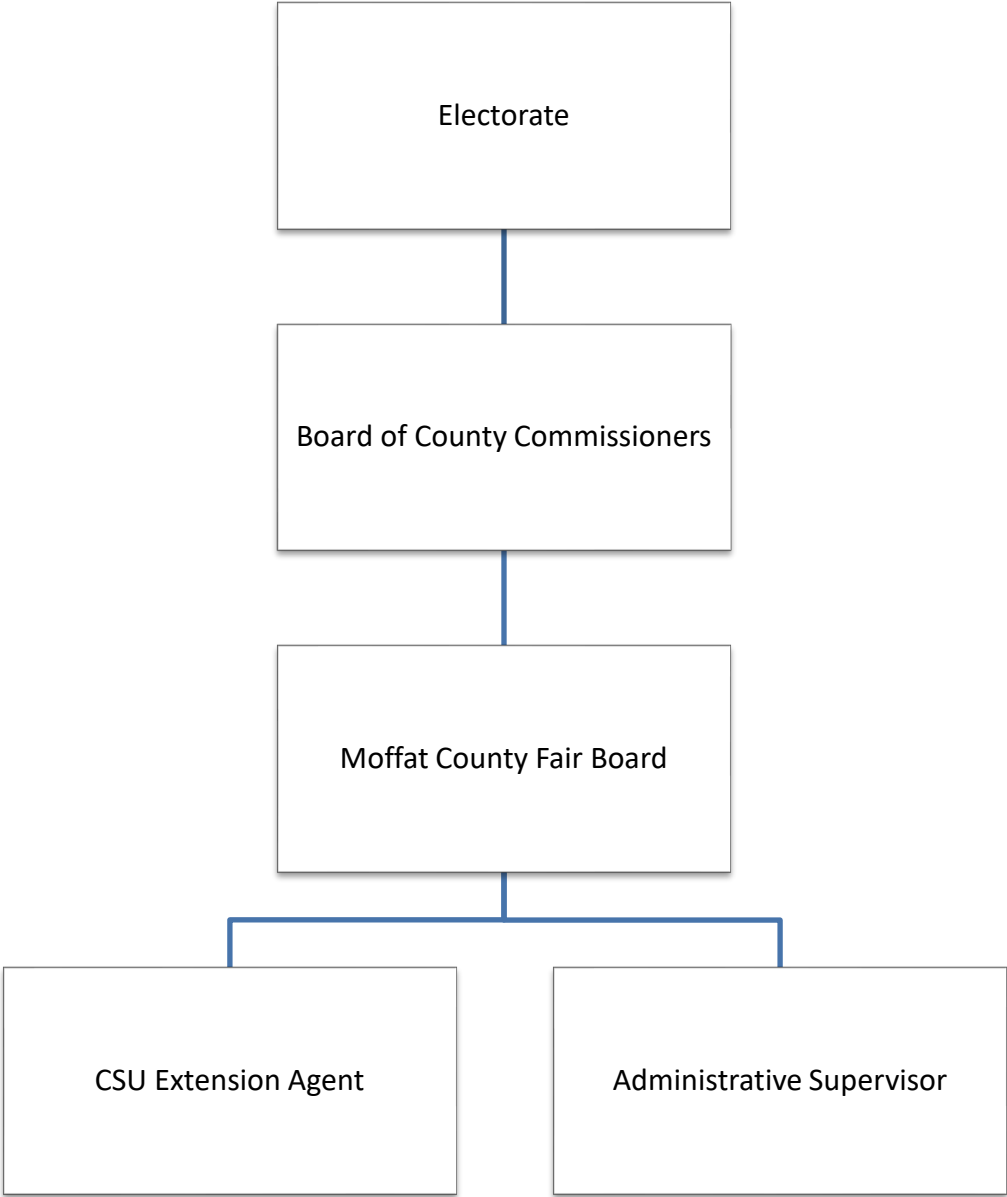 Electorate
Board of County Commissioners
Moffat County Fair Board
CSU Extension Agent
Administrative Supervisor